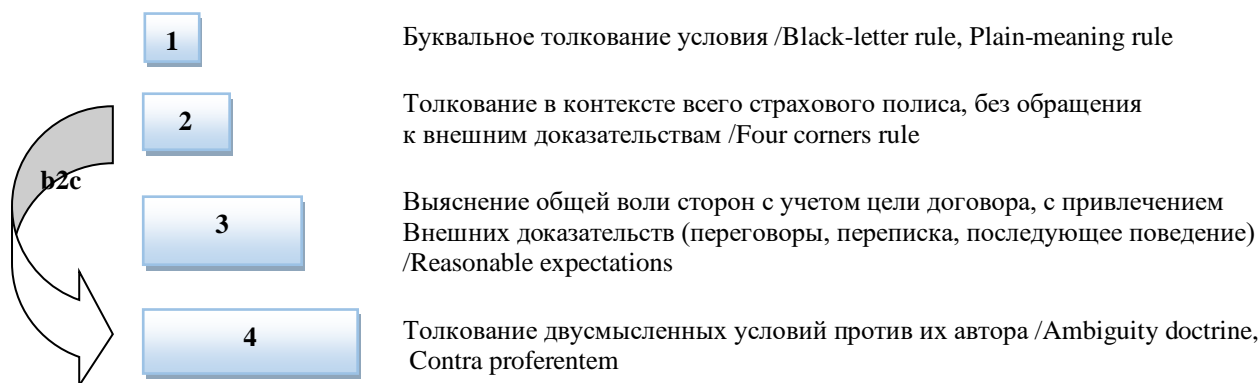 1
Буквальное толкование условия /Black-letter rule, Plain-meaning rule
2
Толкование в контексте всего страхового полиса, без обращения
к внешним доказательствам /Four corners rule
b2c
3
Выяснение общей воли сторон с учетом цели договора, с привлечением
Внешних доказательств (переговоры, переписка, последующее поведение)
/Reasonable expectations
4
Толкование двусмысленных условий против их автора /Ambiguity doctrine,
Contra proferentem